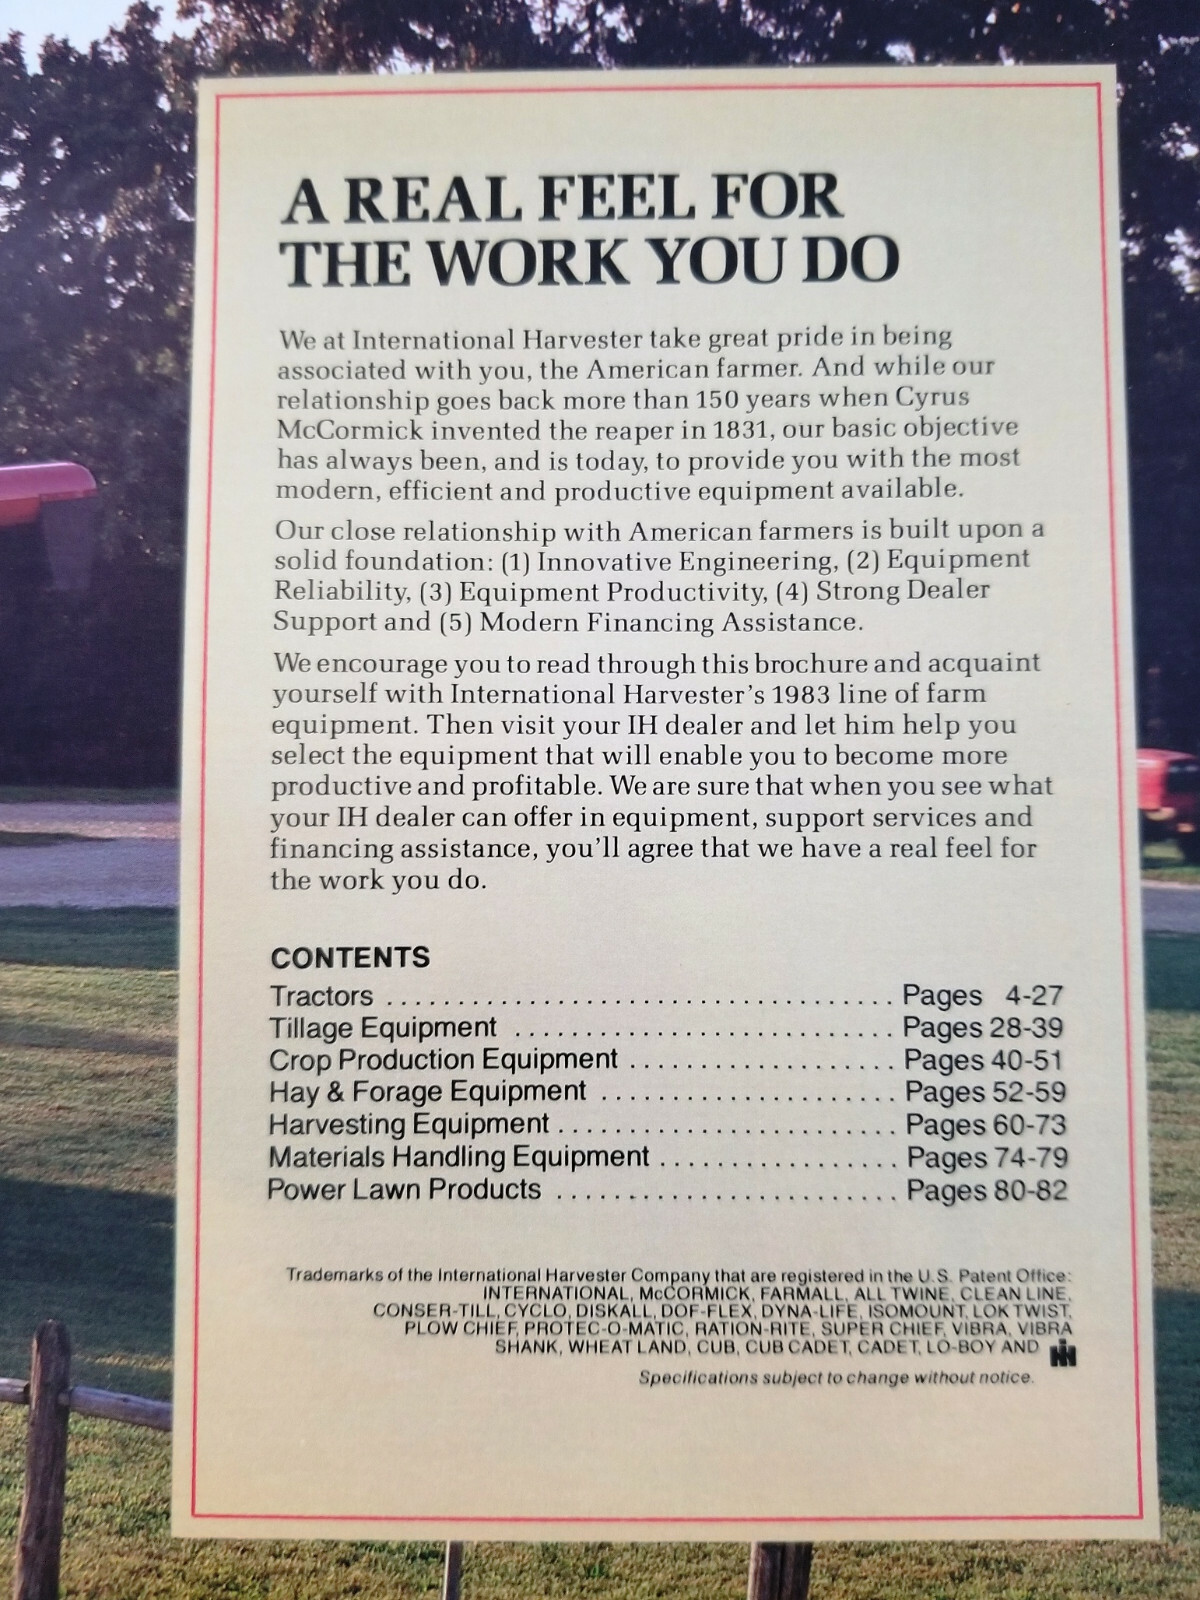 A REAL FEEL FOR
THE WORK YOU DO
We at International Harvester take great pride in being
associated with you, the American farmer. And while our
relationship goes back more than 150 years when Cyrus
McCormick invented the reaper in 1831, our basic objective
has always been, and is today, to provide you with the most
modern, efficient and productive equipment available.
Our close relationship with American farmers is built upon a
solid foundation: (1) Innovative Engineering, (2) Equipment
Reliability, (3) Equipment Productivity, (4) Strong Dealer
Support and (5) Modern Financing Assistance.
We encourage you to read through this brochure and acquaint
yourself with International Harvester's 1983 line of farm
equipment. Then visit your IH dealer and let him help you
select the equipment that will enable you to become more
productive and profitable. We are sure that when you see what
your IH dealer can offer in equipment, support services and
financing assistance, you'll agree that we have a real feel for
the work you do.
CONTENTS
Tractors .................................... Pages 4-27
Tillage Equipment ........................... Pages 28-39
Crop Production Equipment ................... Pages 40-51
Hay & Forage Equipment ..................... Pages 52-59
Harvesting Equipment ........................ Pages 60-73
Materials Handling Equipment ................. Pages 74-79
Power Lawn Products ........................ Pages 80-82
Trademarks of the International Harvester Company that are registered in the U.S. Patent Office:
INTERNATIONAL, McCORMICK, FARMALL, ALL TWINE, CLEAN LINE,
CONSER-TILL, CYCLO, DISKALL, DOF-FLEX, DYNA-LIFE, ISOMOUNT, LOK TWIST,
PLOW CHIEF, PROTEC-O-MATIC, RATION-RITE, SUPER CHIEF, VIBRA, VIBRA
SHANK, WHEAT LAND, CUB, CUB CADET, CADET, LO-BOY AND IH
Specifications subject to change without notice.